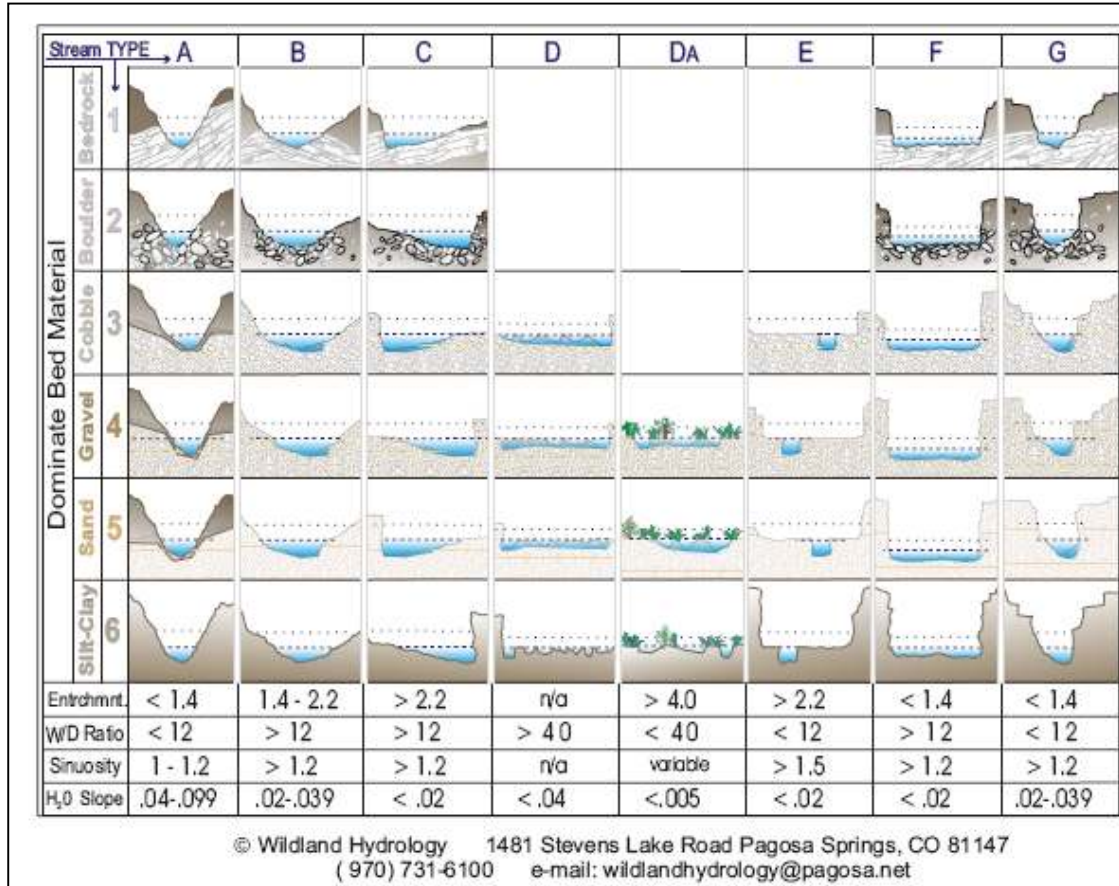 Stream TYPE A B C D DA E F G
Dominate Bed Material
Bedrock 1
Boulder 2
Cobble 3
Gravel 4
Sand 5
Silt-Clay 6
Entrchmnt. < 1.4 1.4 - 2.2 > 2.2 n/a > 4.0 > 2.2 < 1.4 < 1.4
W/D Ratio < 12 > 12 > 12 > 40 < 40 < 12 > 12 < 12
Sinuosity 1 - 1.2 > 1.2 > 1.2 n/a variable > 1.5 > 1.2 > 1.2
H₂0 Slope .04-.099 .02-.039 < .02 < .04 <.005 < .02 < .02 .02-.039
© Wildland Hydrology 1481 Stevens Lake Road Pagosa Springs, CO 81147
( 970) 731-6100 e-mail: wildlandhydrology@pagosa.net